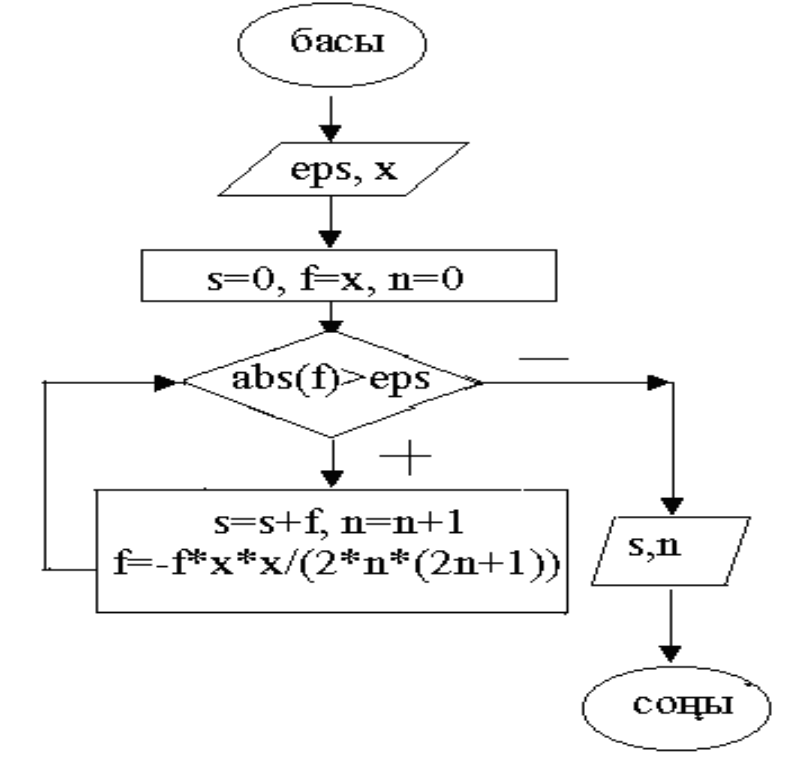 басы
eps, x
s=0, f=x, n=0
abs(f)>eps
—
+
s=s+f, n=n+1
f=-f*x*x/(2*n*(2n+1))
s,n
соңы